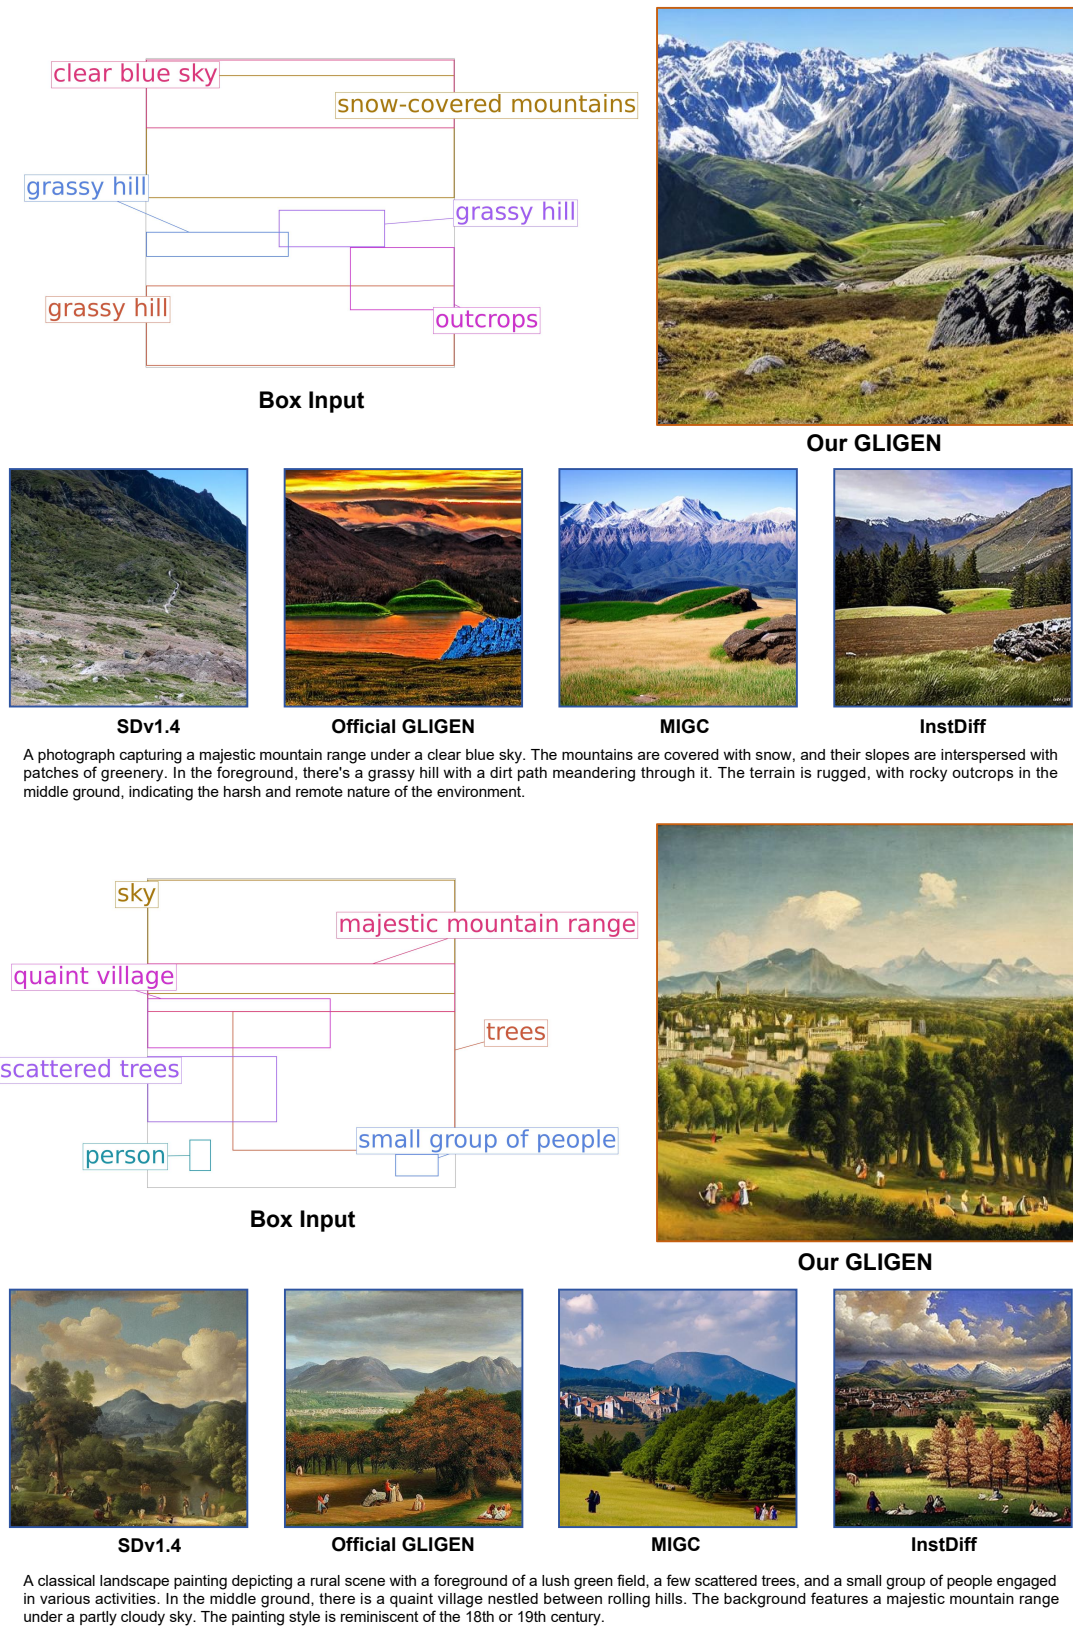 clear blue sky
snow-covered mountains
grassy hill
grassy hill
grassy hill
outcrops
Box Input
Our GLIGEN
SDv1.4
Official GLIGEN
MIGC
InstDiff
A photograph capturing a majestic mountain range under a clear blue sky. The mountains are covered with snow, and their slopes are interspersed with
patches of greenery. In the foreground, there's a grassy hill with a dirt path meandering through it. The terrain is rugged, with rocky outcrops in the
middle ground, indicating the harsh and remote nature of the environment.
sky
majestic mountain range
quaint village
trees
scattered trees
small group of people
person
Box Input
Our GLIGEN
SDv1.4
Official GLIGEN
MIGC
InstDiff
A classical landscape painting depicting a rural scene with a foreground of a lush green field, a few scattered trees, and a small group of people engaged
in various activities. In the middle ground, there is a quaint village nestled between rolling hills. The background features a majestic mountain range
under a partly cloudy sky. The painting style is reminiscent of the 18th or 19th century.